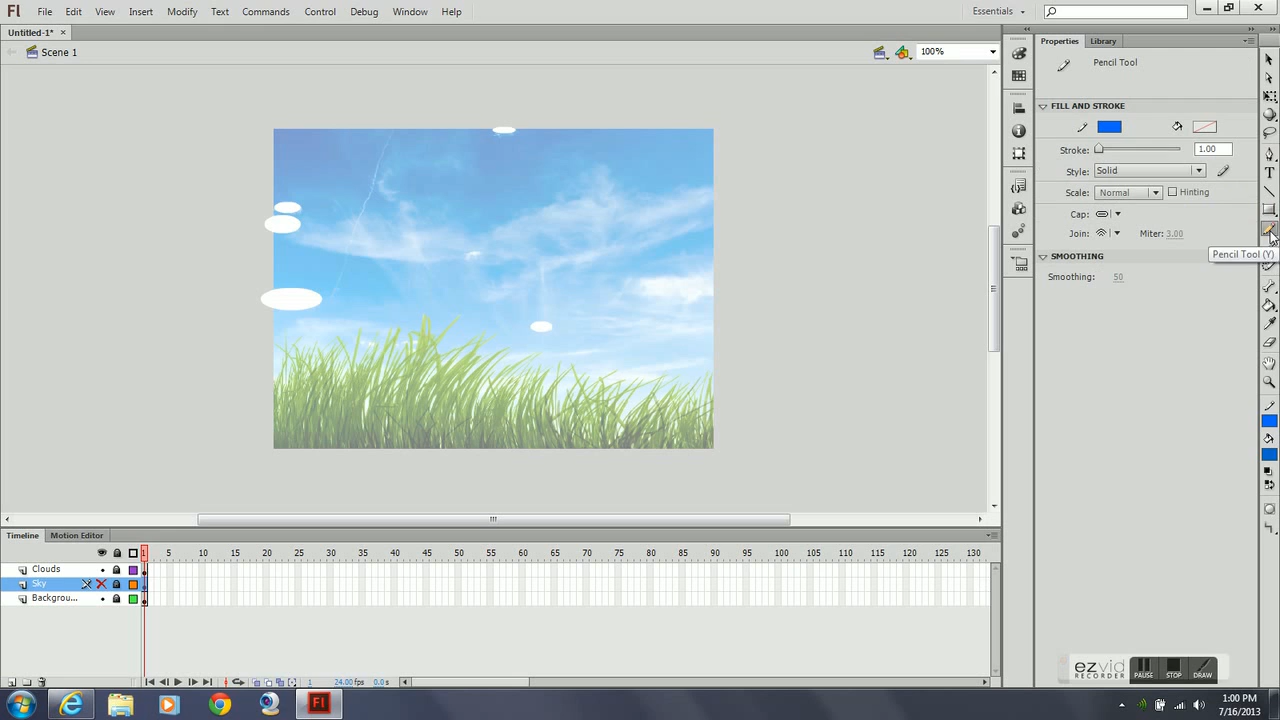 Fl File Edit View Insert Modify Text Commands Control Debug Window Help Essentials
Untitled-1* ×
Scene 1 100%
Properties Library
Pencil Tool
FILL AND STROKE
Stroke: 1.00
Style: Solid
Scale: Normal Hinting
Cap:
Join: Miter: 3.00
Pencil Tool (Y)
SMOOTHING
Smoothing: 50
Timeline Motion Editor
1 5 10 15 20 25 30 35 40 45 50 55 60 65 70 75 80 85 90 95 100 105 110 115 120 125 130
Clouds
Sky
Backgrou...
1 24.00 fps 0.0 s
ezvid
RECORDER
PAUSE STOP DRAW
Fl
1:00 PM
7/16/2013